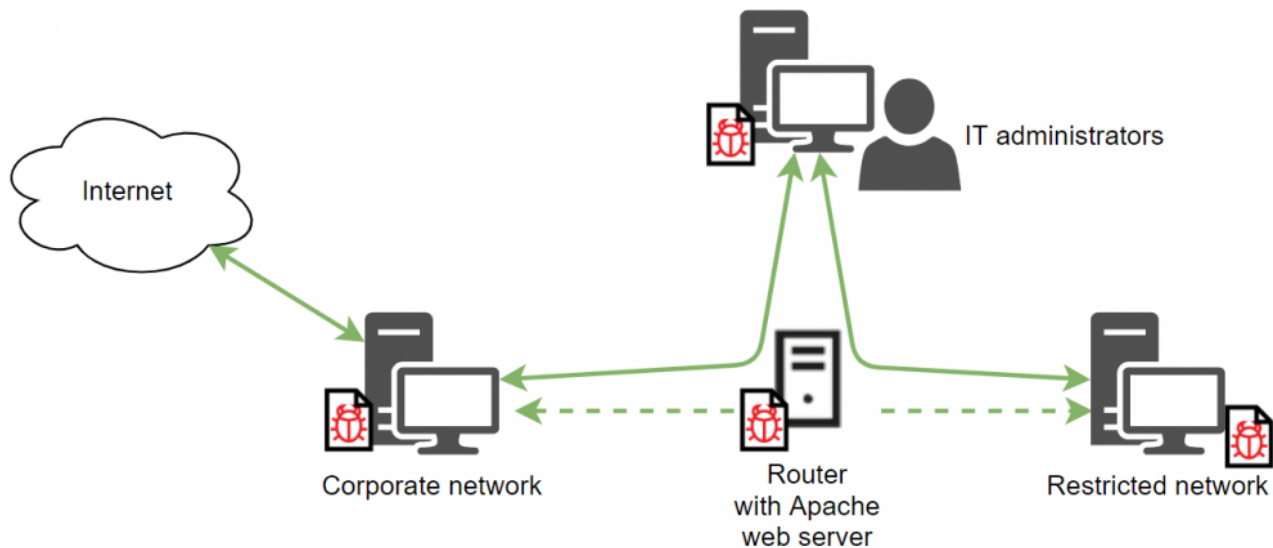 IT administrators
Internet
Corporate network
Router
with Apache
web server
Restricted network